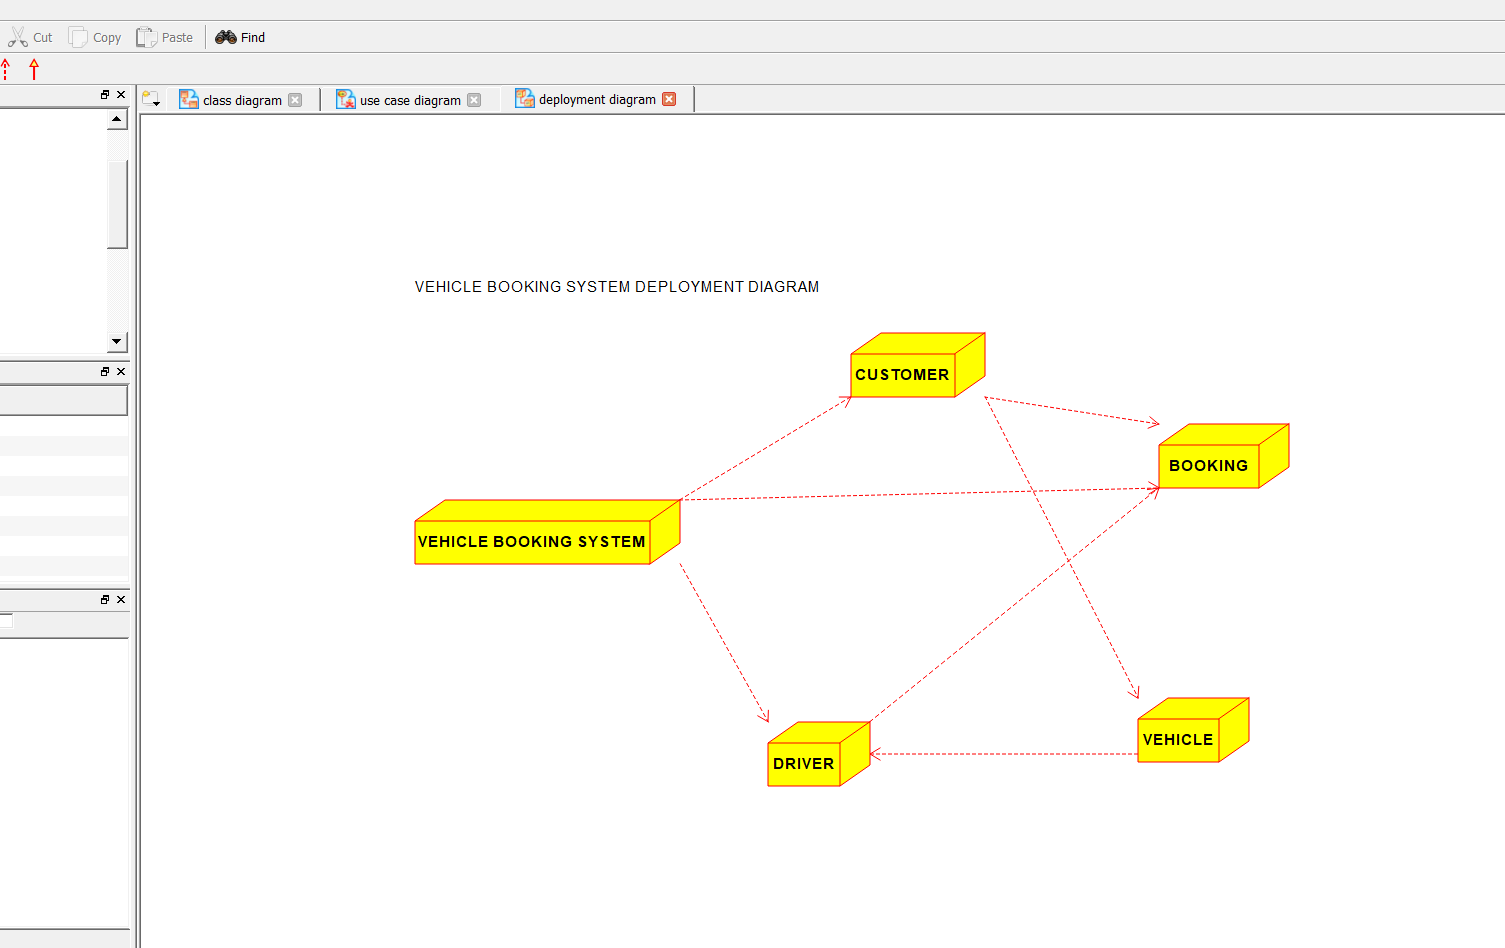 Cut Copy Paste Find
class diagram use case diagram deployment diagram
VEHICLE BOOKING SYSTEM DEPLOYMENT DIAGRAM
CUSTOMER
BOOKING
VEHICLE BOOKING SYSTEM
VEHICLE
DRIVER